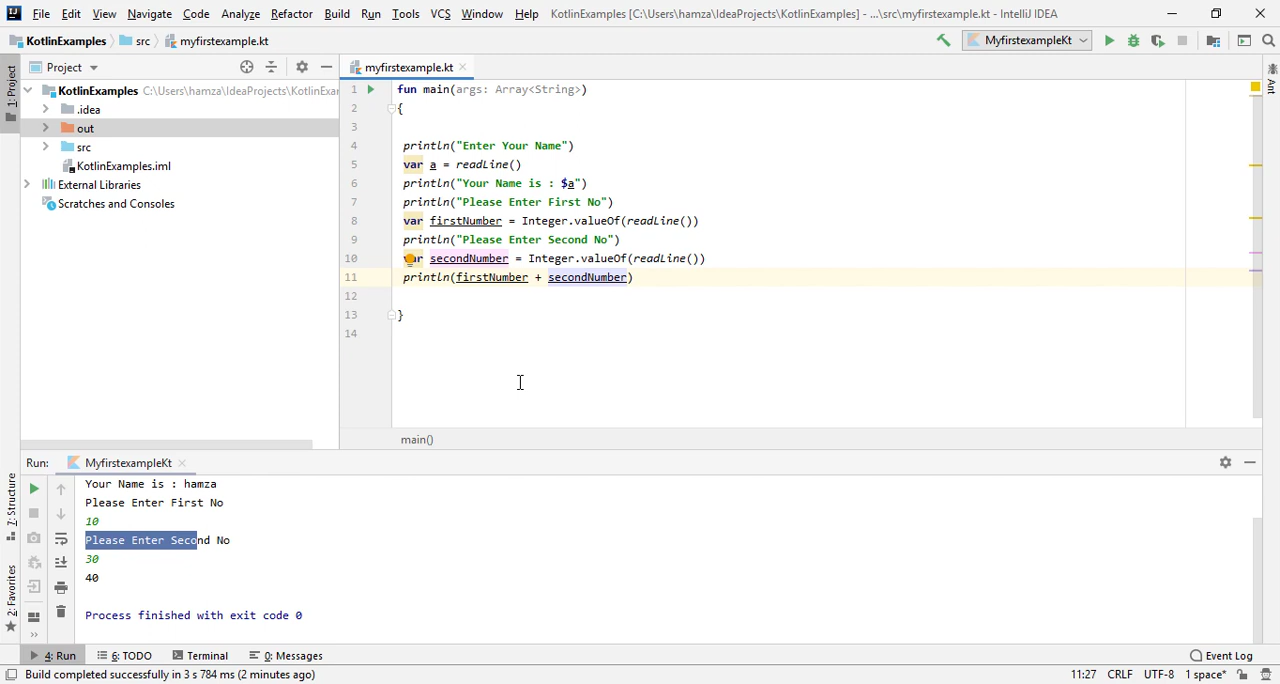 File Edit View Navigate Code Analyze Refactor Build Run Tools VCS Window Help KotlinExamples [C:\Users\hamza\IdeaProjects\KotlinExamples] - ...\src\myfirstexample.kt - IntelliJ IDEA
KotlinExamples src myfirstexample.kt MyfirstexampleKt
1: Project
Project
myfirstexample.kt
Ant
KotlinExamples C:\Users\hamza\IdeaProjects\KotlinExar
.idea
out
src
KotlinExamples.iml
External Libraries
Scratches and Consoles
1 fun main(args: Array<String>)
2 {
3
4 println("Enter Your Name")
5 var a = readLine()
6 println("Your Name is : $a")
7 println("Please Enter First No")
8 var firstNumber = Integer.valueOf(readLine())
9 println("Please Enter Second No")
10 var secondNumber = Integer.valueOf(readLine())
11 println(firstNumber + secondNumber)
12
13 }
14
main()
Run: MyfirstexampleKt
Your Name is : hamza
Please Enter First No
10
Please Enter Second No
30
40
Process finished with exit code 0
7: Structure
2: Favorites
4: Run 6: TODO Terminal 0: Messages Event Log
Build completed successfully in 3 s 784 ms (2 minutes ago) 11:27 CRLF UTF-8 1 space*